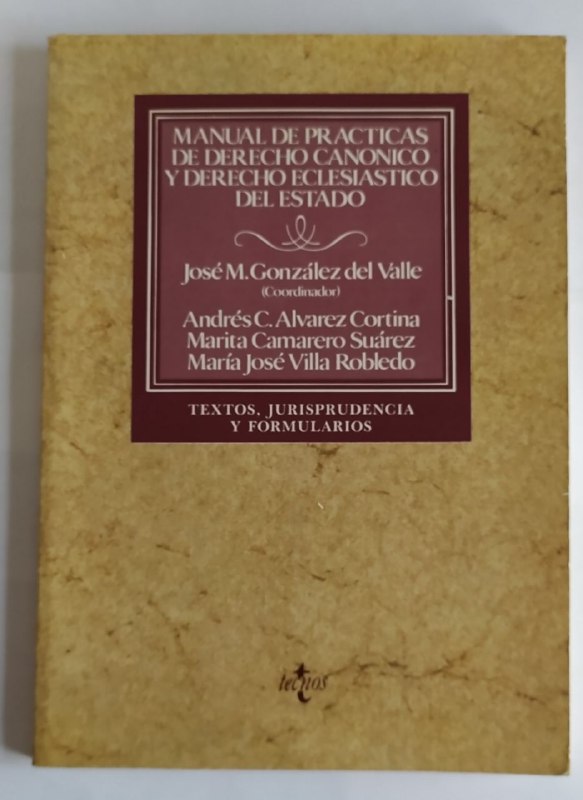 MANUAL DE PRACTICAS
DE DERECHO CANONICO
Y DERECHO ECLESIASTICO
DEL ESTADO
José M. González del Valle
(Coordinador)
Andrés C. Alvarez Cortina
Marita Camarero Suárez
María José Villa Robledo
TEXTOS, JURISPRUDENCIA
Y FORMULARIOS
tecnos